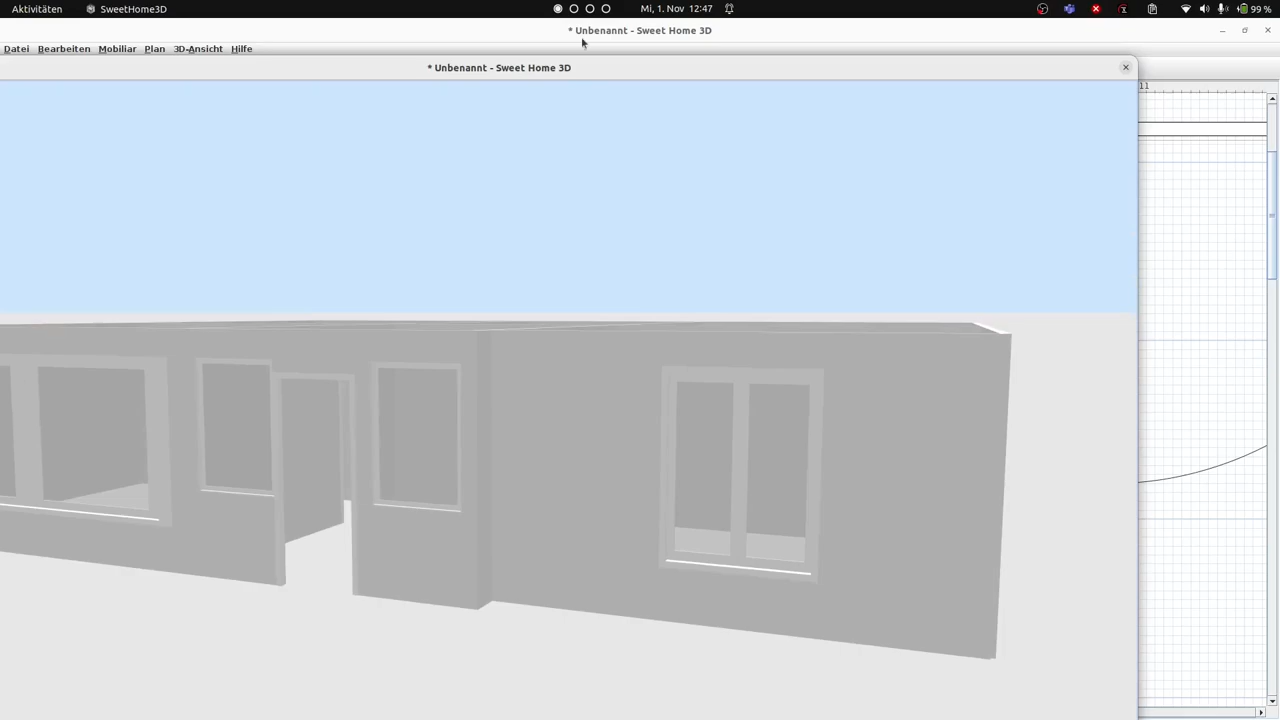 Aktivitäten SweetHome3D Mi, 1. Nov 12:47 99 %
* Unbenannt - Sweet Home 3D
Datei Bearbeiten Mobiliar Plan 3D-Ansicht Hilfe
* Unbenannt - Sweet Home 3D
11